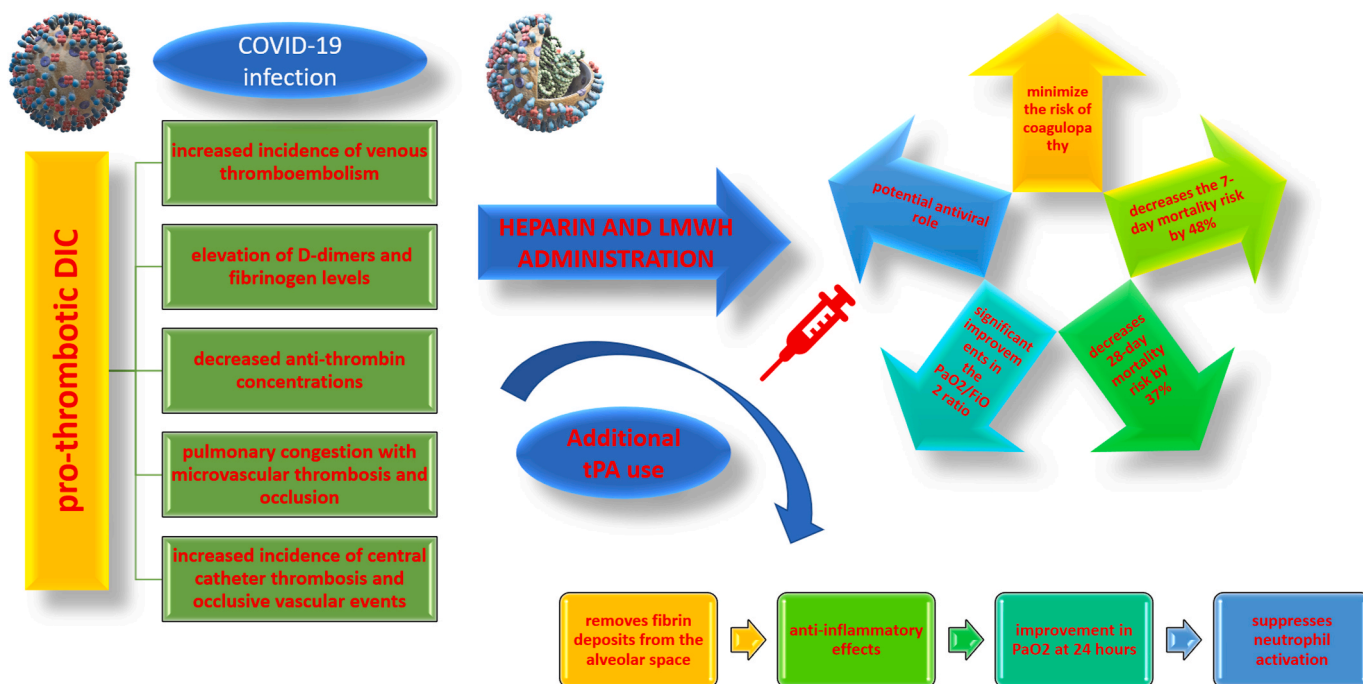 COVID-19
infection
pro-thrombotic DIC
increased incidence of venous
thromboembolism
elevation of D-dimers and
fibrinogen levels
decreased anti-thrombin
concentrations
pulmonary congestion with
microvascular thrombosis and
occlusion
increased incidence of central
catheter thrombosis and
occlusive vascular events
HEPARIN AND LMWH
ADMINISTRATION
Additional
tPA use
minimize
the risk of
coagulopa
thy
decreases the 7-
day mortality risk
by 48%
decreases
28-day
mortality
risk by
37%
significant
improvem
ents in
the
PaO2/FiO
2 ratio
potential antiviral
role
removes fibrin
deposits from the
alveolar space
anti-inflammatory
effects
improvement in
PaO2 at 24 hours
suppresses
neutrophil
activation